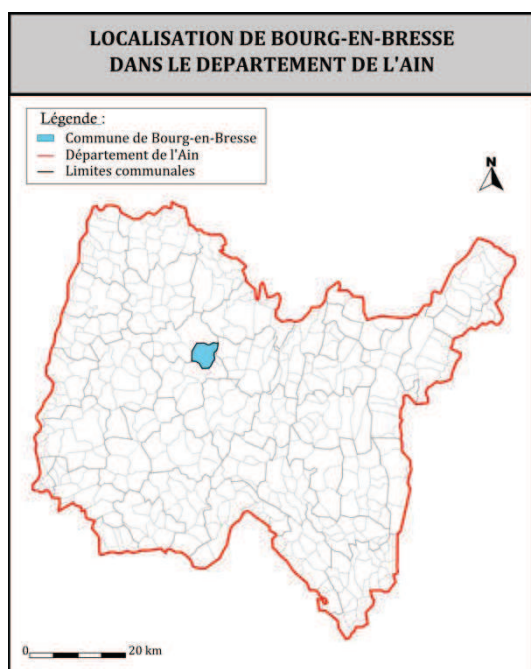 LOCALISATION DE BOURG-EN-BRESSE
DANS LE DEPARTEMENT DE L'AIN
Légende :
Commune de Bourg-en-Bresse
Département de l'Ain
Limites communales
N
0 20 km